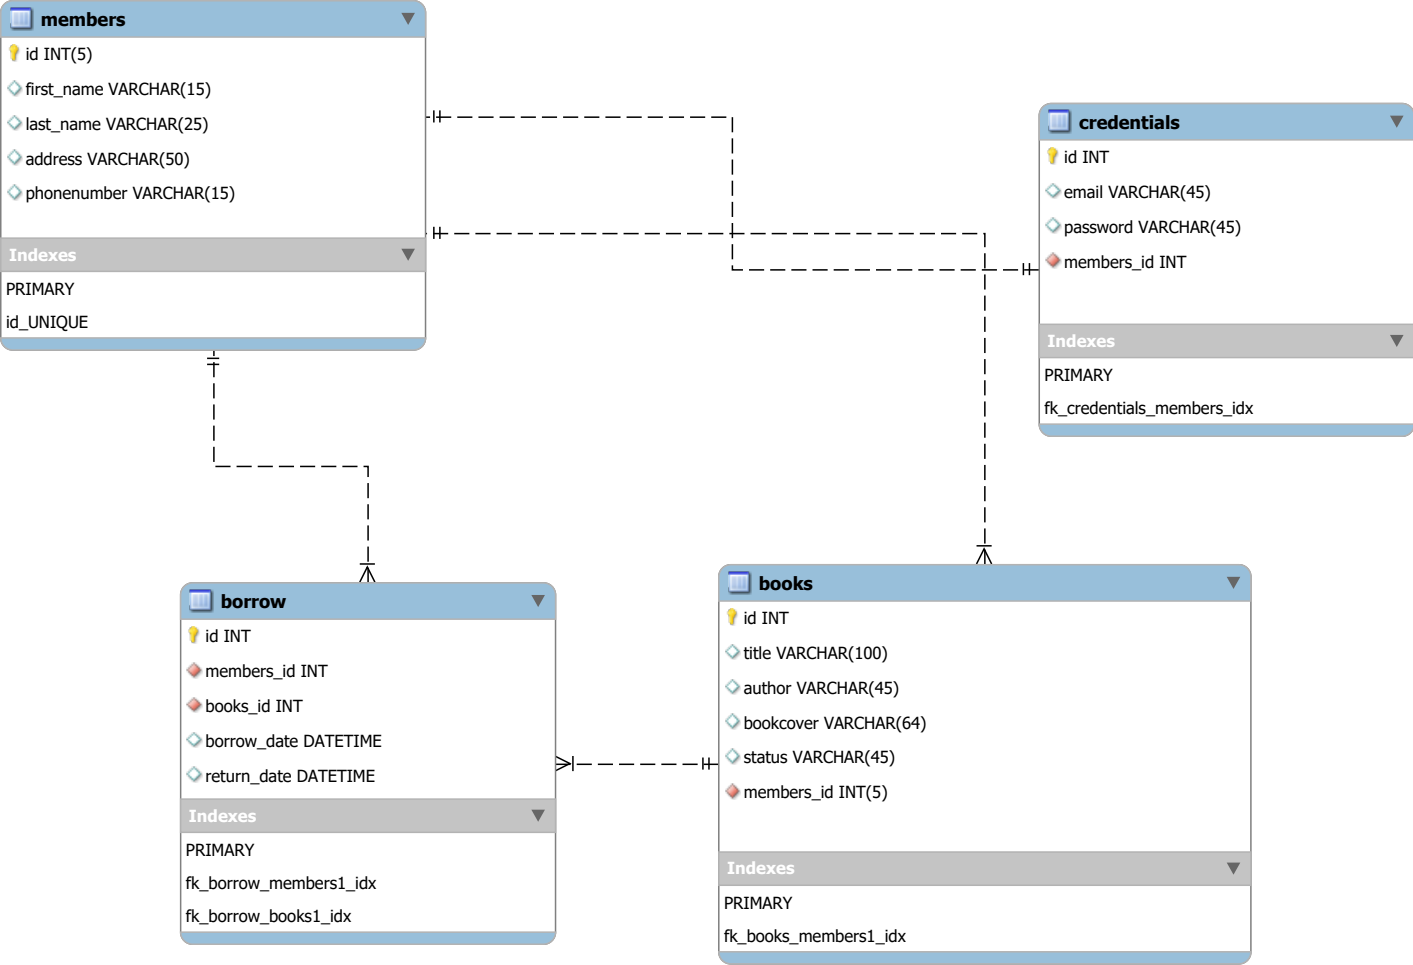 members
id INT(5)
first_name VARCHAR(15)
last_name VARCHAR(25)
address VARCHAR(50)
phonenumber VARCHAR(15)
Indexes
PRIMARY
id_UNIQUE
credentials
id INT
email VARCHAR(45)
password VARCHAR(45)
members_id INT
Indexes
PRIMARY
fk_credentials_members_idx
borrow
id INT
members_id INT
books_id INT
borrow_date DATETIME
return_date DATETIME
Indexes
PRIMARY
fk_borrow_members1_idx
fk_borrow_books1_idx
books
id INT
title VARCHAR(100)
author VARCHAR(45)
bookcover VARCHAR(64)
status VARCHAR(45)
members_id INT(5)
Indexes
PRIMARY
fk_books_members1_idx